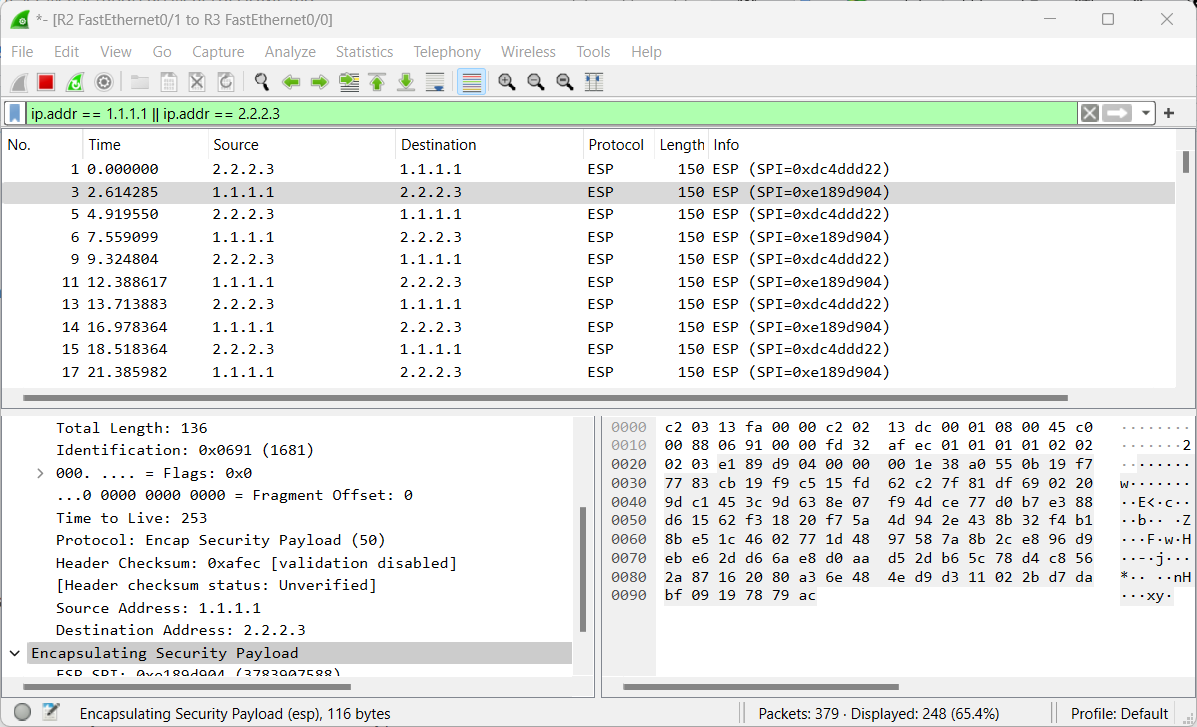 *- [R2 FastEthernet0/1 to R3 FastEthernet0/0]
File Edit View Go Capture Analyze Statistics Telephony Wireless Tools Help
ip.addr == 1.1.1.1 || ip.addr == 2.2.2.3
No. Time Source Destination Protocol Length Info
1 0.000000 2.2.2.3 1.1.1.1 ESP 150 ESP (SPI=0xdc4ddd22)
3 2.614285 1.1.1.1 2.2.2.3 ESP 150 ESP (SPI=0xe189d904)
5 4.919550 2.2.2.3 1.1.1.1 ESP 150 ESP (SPI=0xdc4ddd22)
6 7.559099 1.1.1.1 2.2.2.3 ESP 150 ESP (SPI=0xe189d904)
9 9.324804 2.2.2.3 1.1.1.1 ESP 150 ESP (SPI=0xdc4ddd22)
11 12.388617 1.1.1.1 2.2.2.3 ESP 150 ESP (SPI=0xe189d904)
13 13.713883 2.2.2.3 1.1.1.1 ESP 150 ESP (SPI=0xdc4ddd22)
14 16.978364 1.1.1.1 2.2.2.3 ESP 150 ESP (SPI=0xe189d904)
15 18.518364 2.2.2.3 1.1.1.1 ESP 150 ESP (SPI=0xdc4ddd22)
17 21.385982 1.1.1.1 2.2.2.3 ESP 150 ESP (SPI=0xe189d904)
Total Length: 136
Identification: 0x0691 (1681)
000. .... = Flags: 0x0
...0 0000 0000 0000 = Fragment Offset: 0
Time to Live: 253
Protocol: Encap Security Payload (50)
Header Checksum: 0xafec [validation disabled]
[Header checksum status: Unverified]
Source Address: 1.1.1.1
Destination Address: 2.2.2.3
Encapsulating Security Payload
ESP SPI: 0xe189d904 (3783907588)
0000 c2 03 13 fa 00 00 c2 02 13 dc 00 01 08 00 45 c0 ········
0010 00 88 06 91 00 00 fd 32 af ec 01 01 01 01 02 02 ·······2
0020 02 03 e1 89 d9 04 00 00 00 1e 38 a0 55 0b 19 f7 ········
0030 77 83 cb 19 f9 c5 15 fd 62 c2 7f 81 df 69 02 20 w·······
0040 9d c1 45 3c 9d 63 8e 07 f9 4d ce 77 d0 b7 e3 88 ··E<·c··
0050 d6 15 62 f3 18 20 f7 5a 4d 94 2e 43 8b 32 f4 b1 ··b·· ·Z
0060 8b be 51 c 46 02 77 1d 48 97 58 7a 8b 2c e8 96 d9 ···F·w·H
0070 eb e6 2d d6 6a e8 d0 aa d5 2d b6 5c 78 d4 c8 56 ··-·j···
0080 2a 87 16 20 80 a3 6e 48 4e d9 d3 11 02 2b d7 da *·· ··nH
0090 bf 09 19 78 79 ac ···xy·
Encapsulating Security Payload (esp), 116 bytes
Packets: 379 · Displayed: 248 (65.4%)
Profile: Default